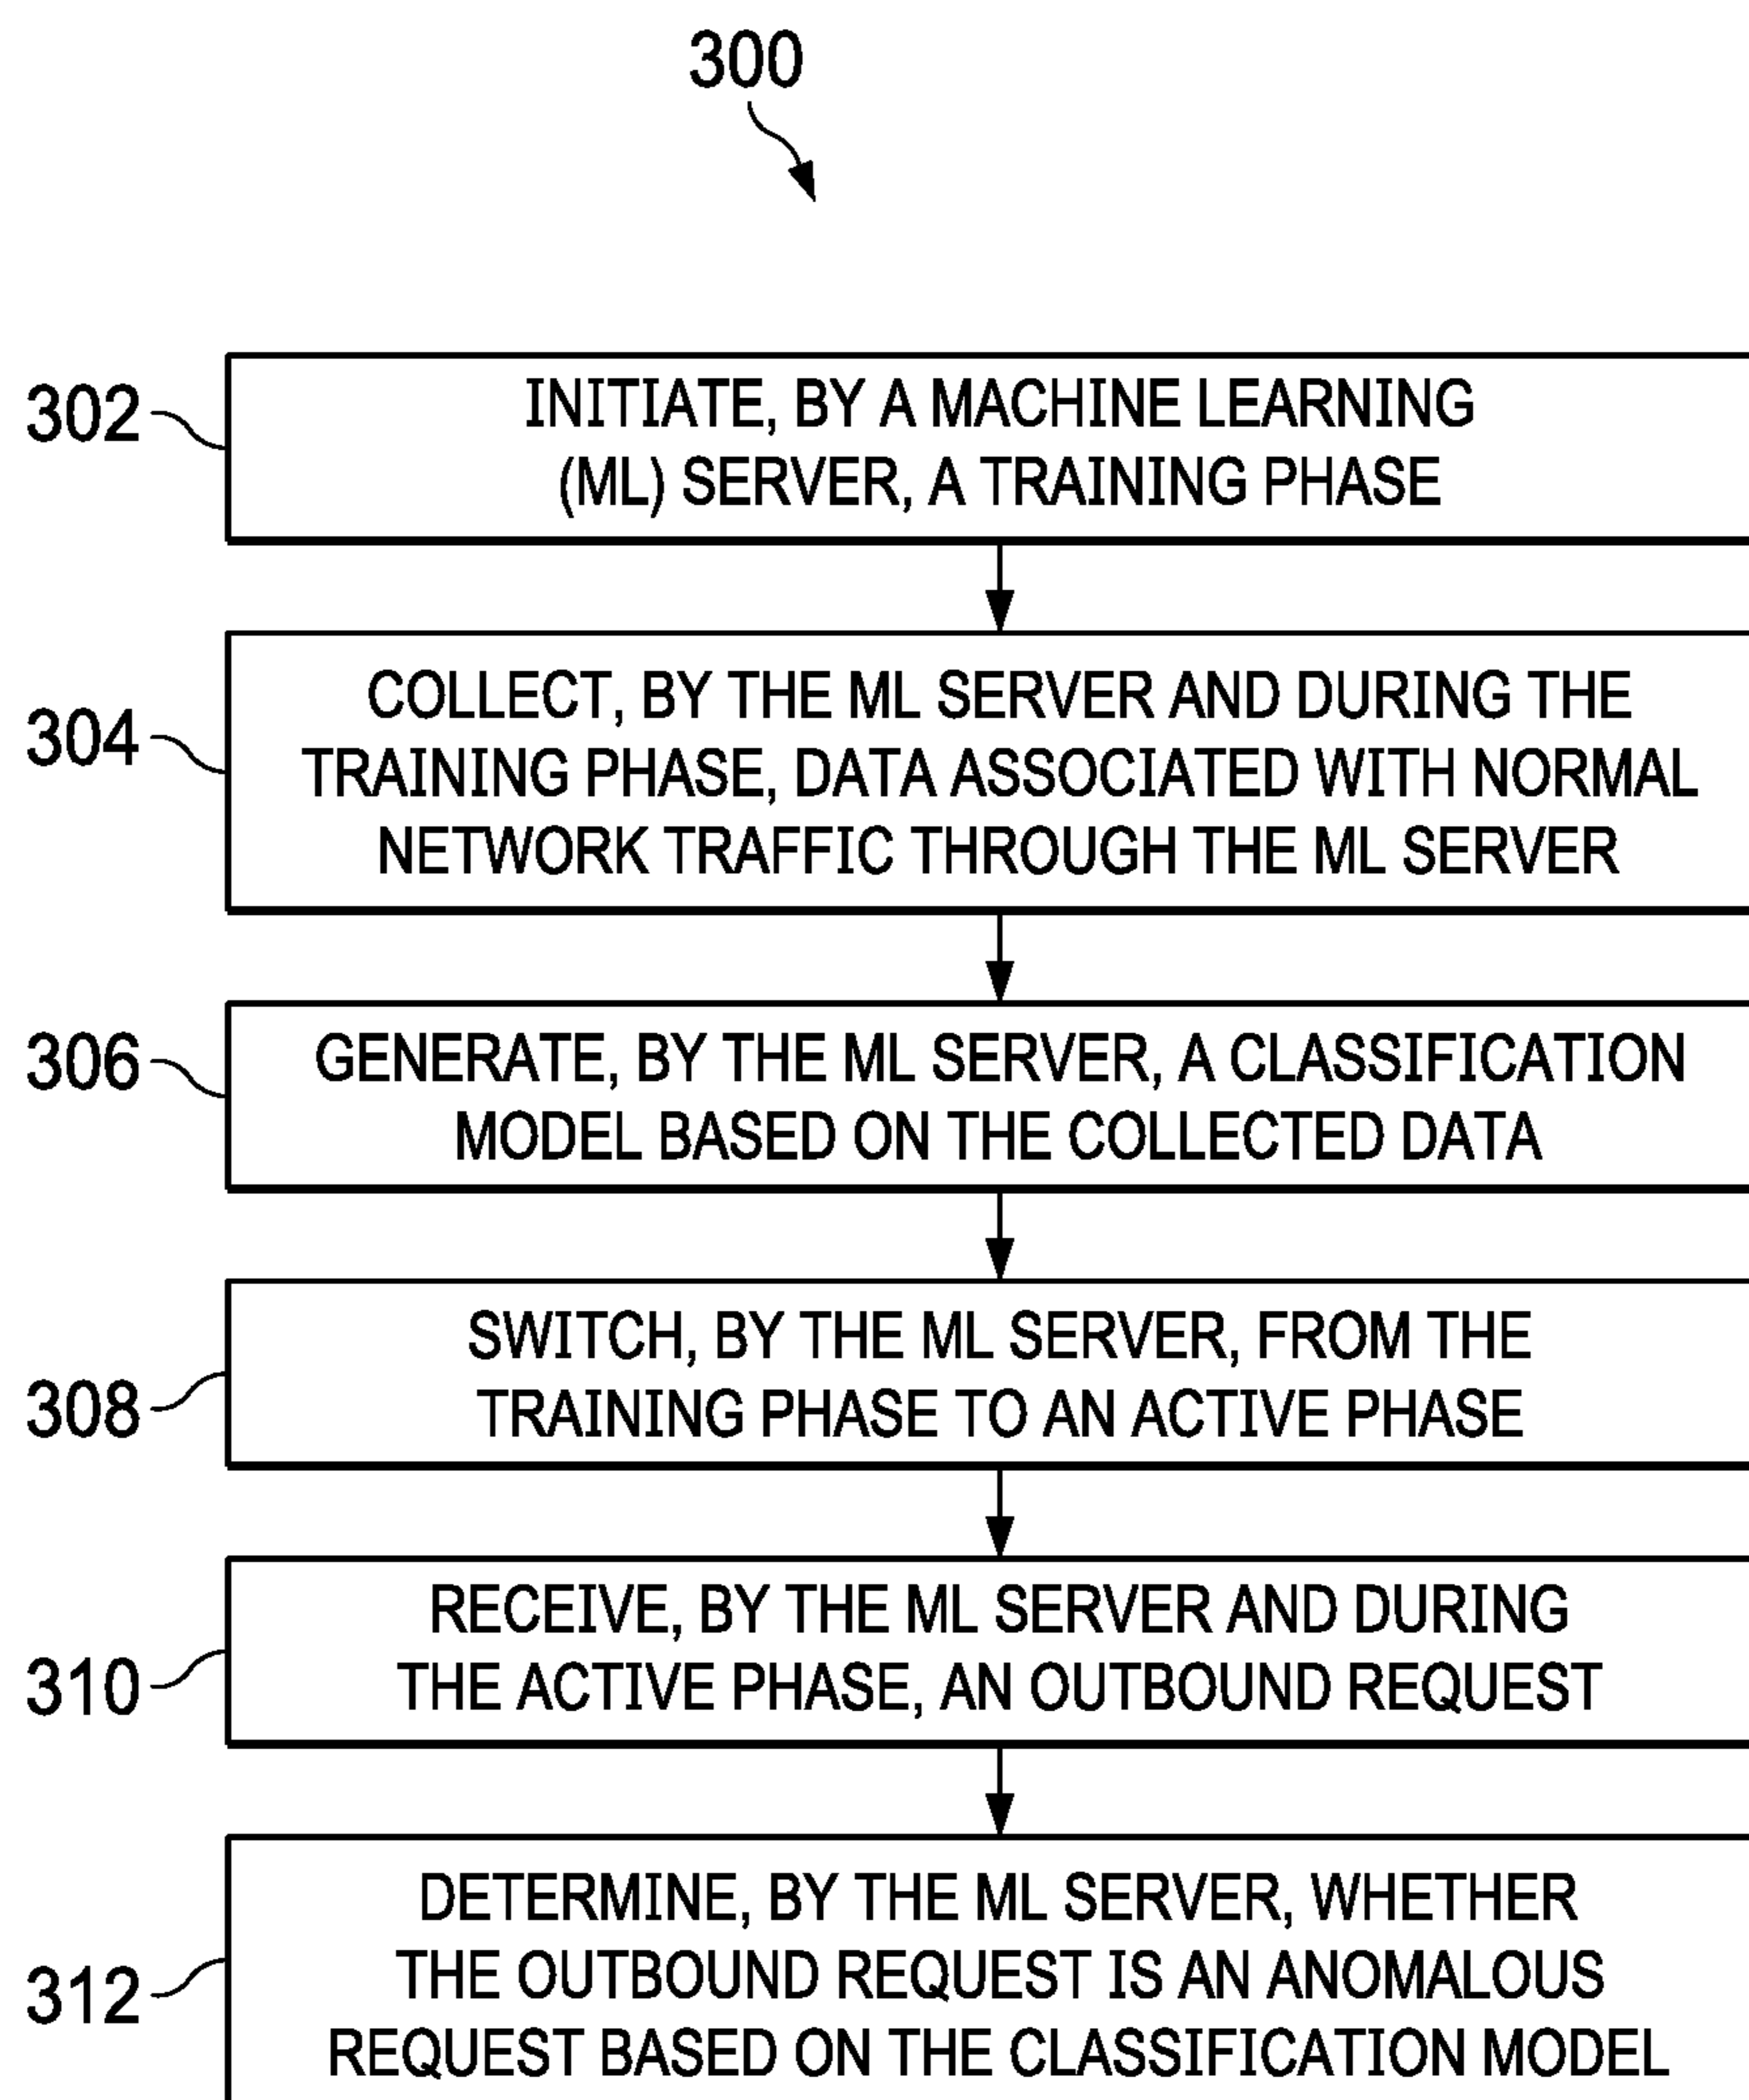 300
302
INITIATE, BY A MACHINE LEARNING
(ML) SERVER, A TRAINING PHASE
304
COLLECT, BY THE ML SERVER AND DURING THE
TRAINING PHASE, DATA ASSOCIATED WITH NORMAL
NETWORK TRAFFIC THROUGH THE ML SERVER
306
GENERATE, BY THE ML SERVER, A CLASSIFICATION
MODEL BASED ON THE COLLECTED DATA
308
SWITCH, BY THE ML SERVER, FROM THE
TRAINING PHASE TO AN ACTIVE PHASE
310
RECEIVE, BY THE ML SERVER AND DURING
THE ACTIVE PHASE, AN OUTBOUND REQUEST
312
DETERMINE, BY THE ML SERVER, WHETHER
THE OUTBOUND REQUEST IS AN ANOMALOUS
REQUEST BASED ON THE CLASSIFICATION MODEL